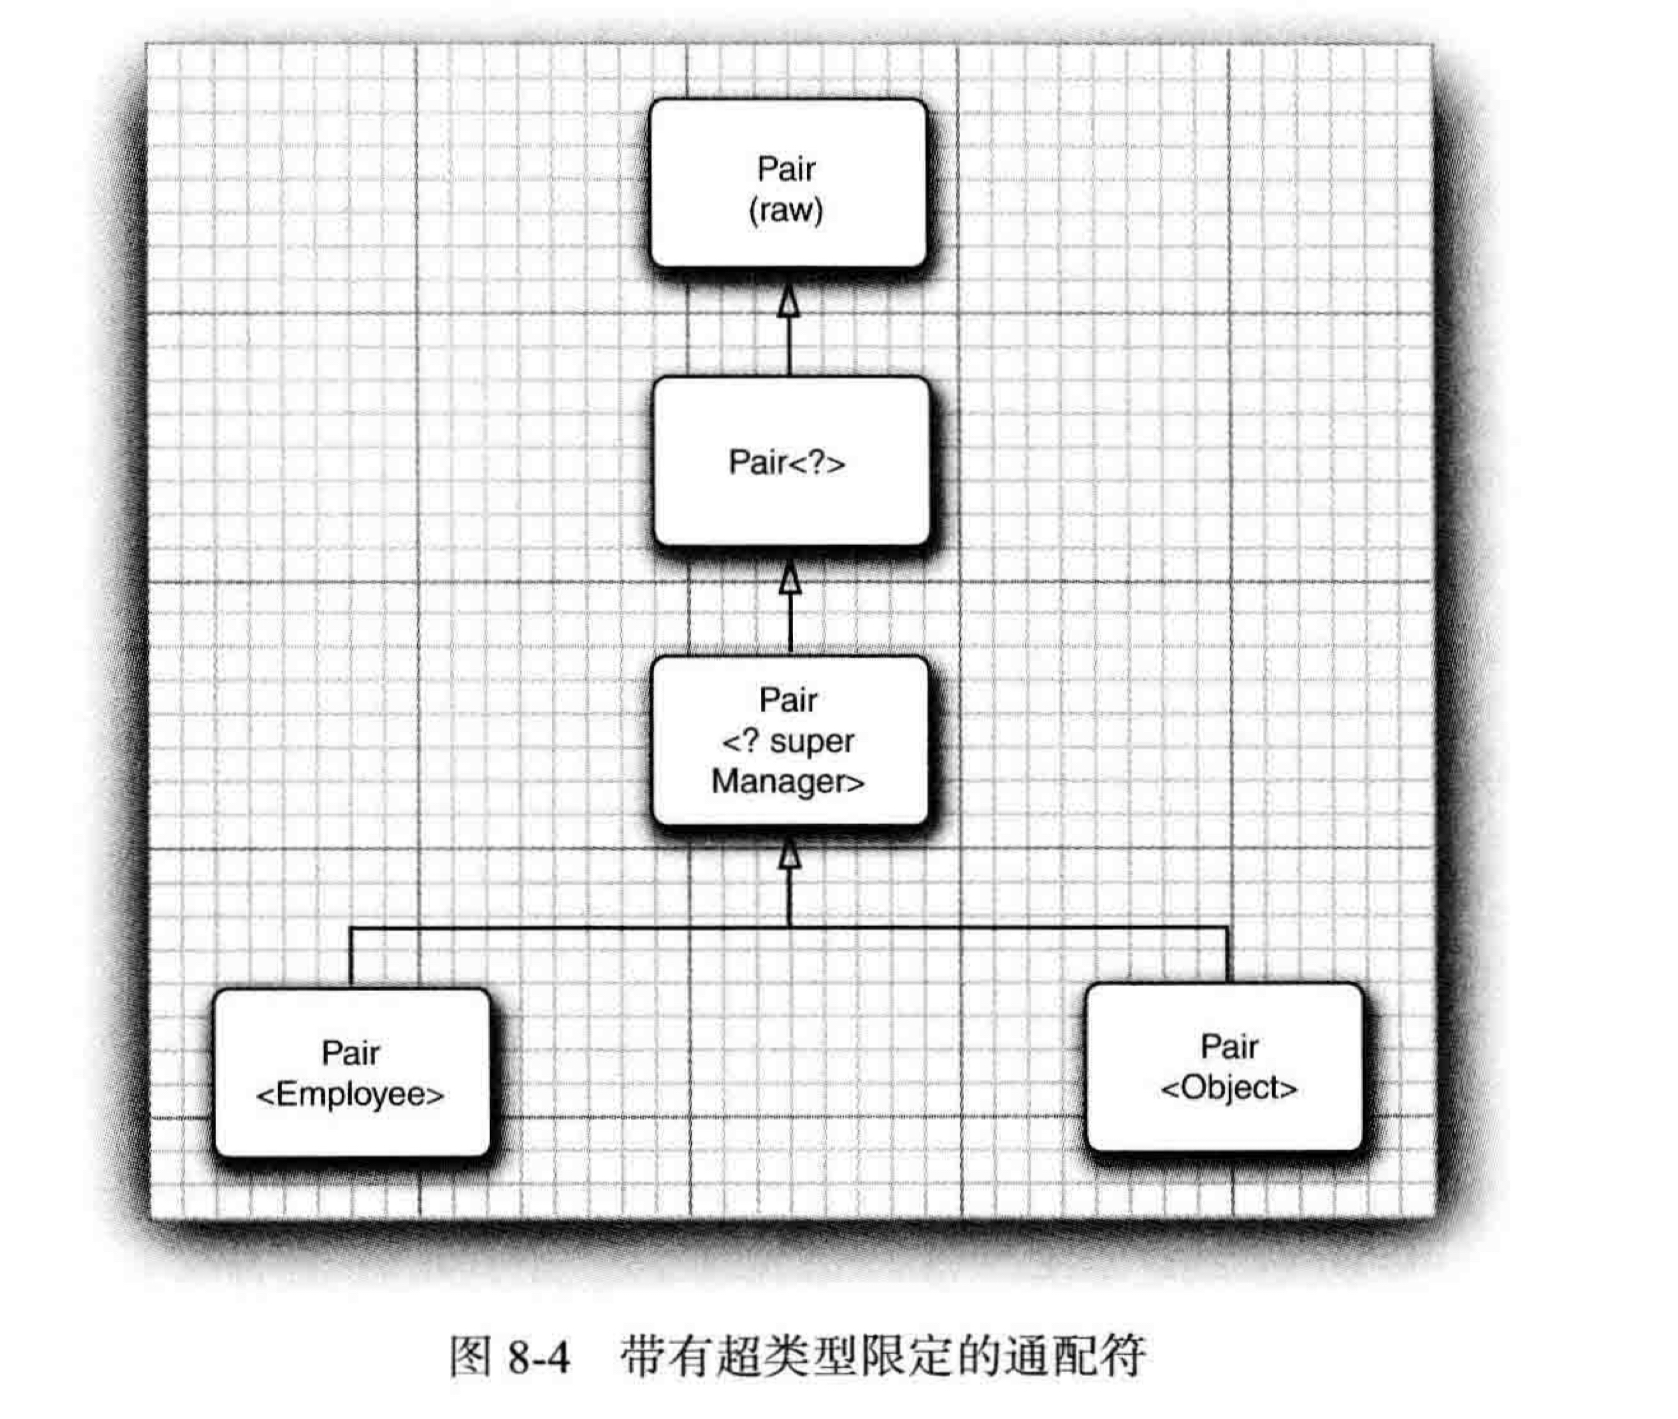 Pair
(raw)
Pair<?>
Pair
<? super
Manager>
Pair
<Employee>
Pair
<Object>
图 8-4 带有超类型限定的通配符